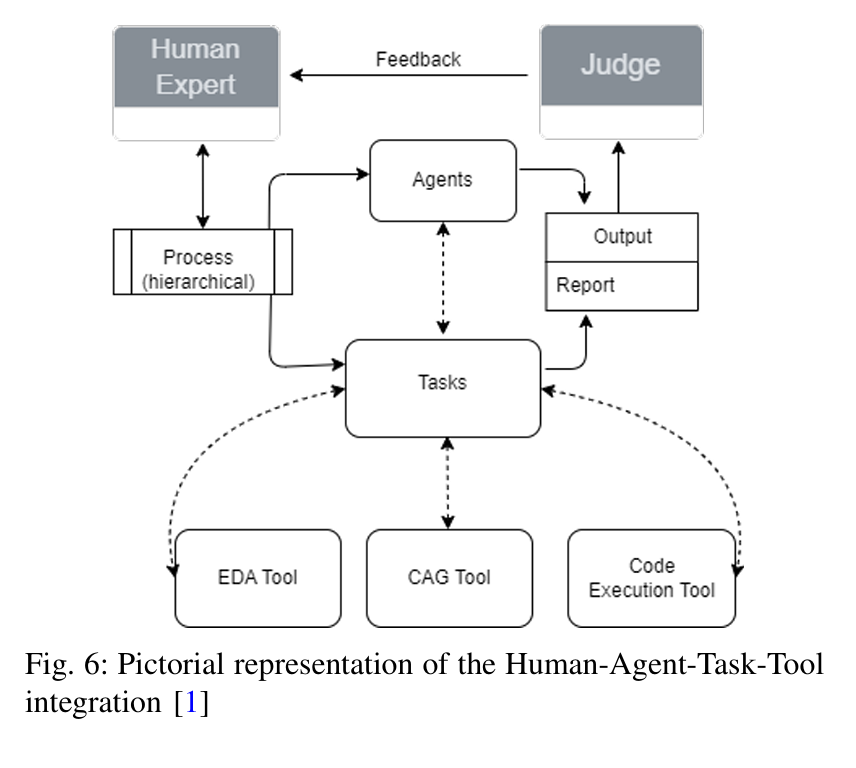 Human
Expert
Feedback
Judge
Agents
Process
(hierarchical)
Output
Report
Tasks
EDA Tool
CAG Tool
Code
Execution Tool
Fig. 6: Pictorial representation of the Human-Agent-Task-Tool
integration [1]